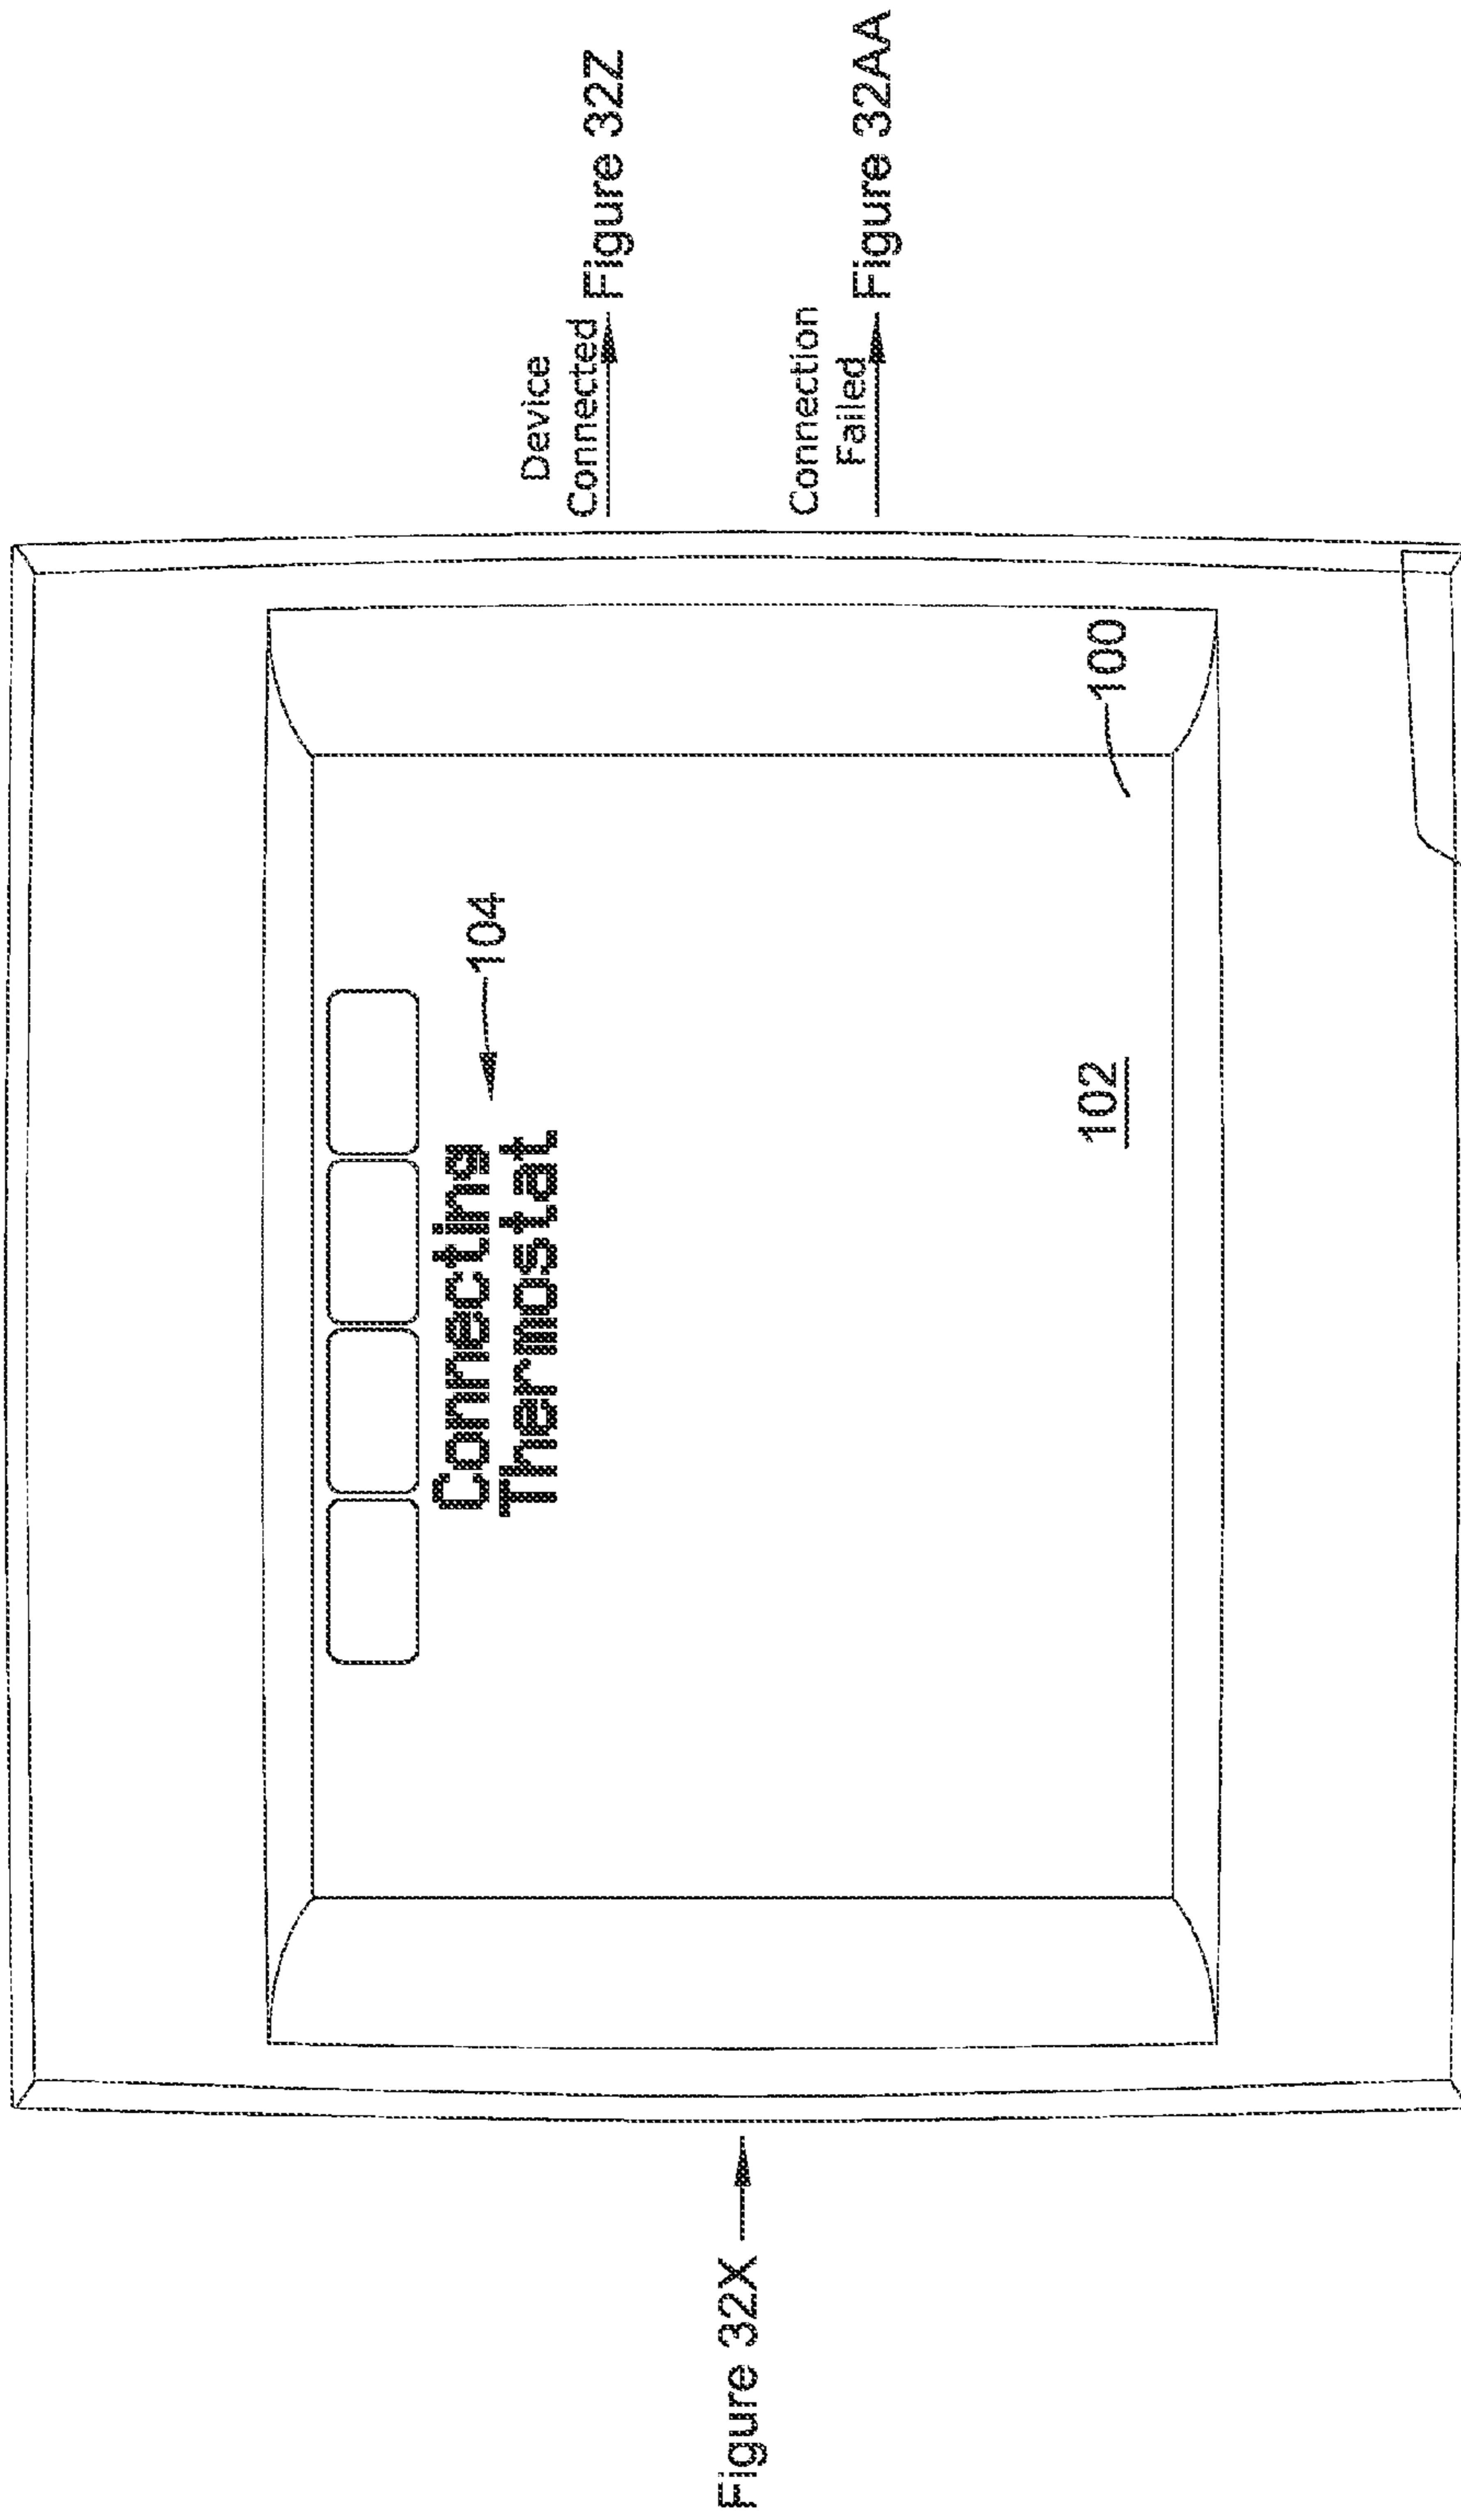 Device
Connected
Figure 32Z
Connection
Failed
Figure 32AA
104
Connecting
Thermostat
100
102
Figure 32X